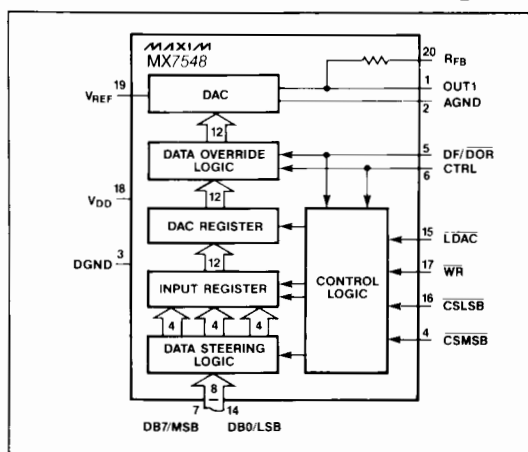 MAXIM
MX7548
20 RFB
1 OUT1
2 AGND
VREF 19
DAC
12
DATA OVERRIDE LOGIC
5 DF/DOR
6 CTRL
12
VDD 18
DAC REGISTER
15 LDAC
DGND 3
12
CONTROL LOGIC
17 WR
INPUT REGISTER
16 CSLSB
4 4 4
4 CSMSB
DATA STEERING LOGIC
8
7 14
DB7/MSB DB0/LSB